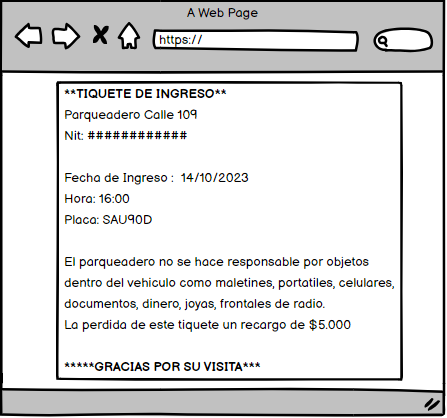 A Web Page
https://
**TIQUETE DE INGRESO**
Parqueadero Calle 109
Nit: ############
Fecha de Ingreso : 14/10/2023
Hora: 16:00
Placa: SAU90D
El parqueadero no se hace responsable por objetos
dentro del vehiculo como maletines, portatiles, celulares,
documentos, dinero, joyas, frontales de radio.
La perdida de este tiquete un recargo de $5.000
*****GRACIAS POR SU VISITA***